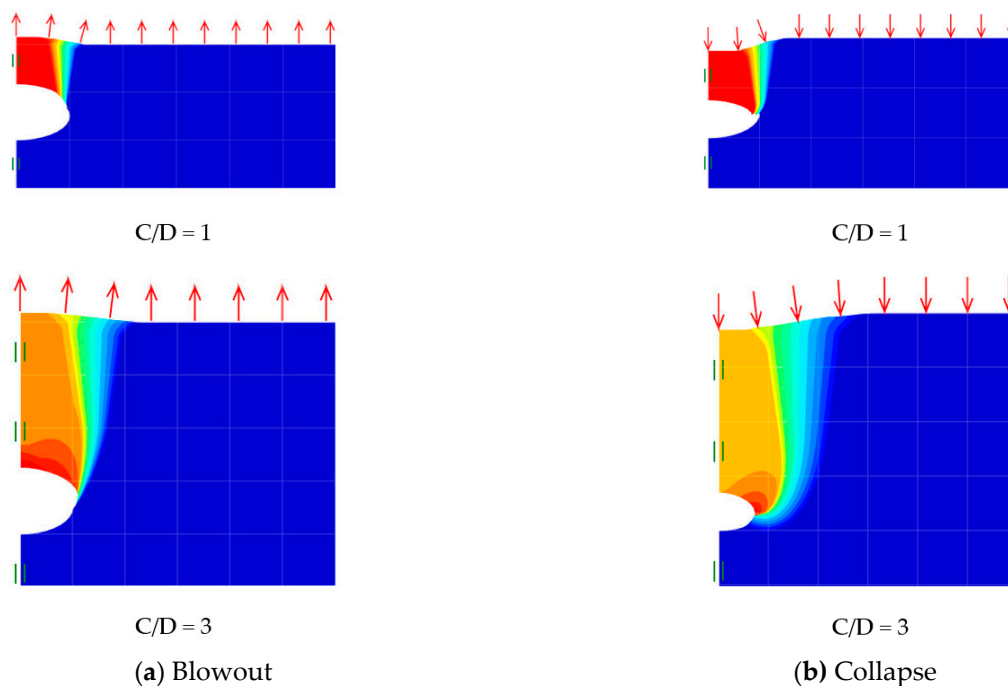 C/D = 1
C/D = 1
C/D = 3
C/D = 3
(a) Blowout
(b) Collapse